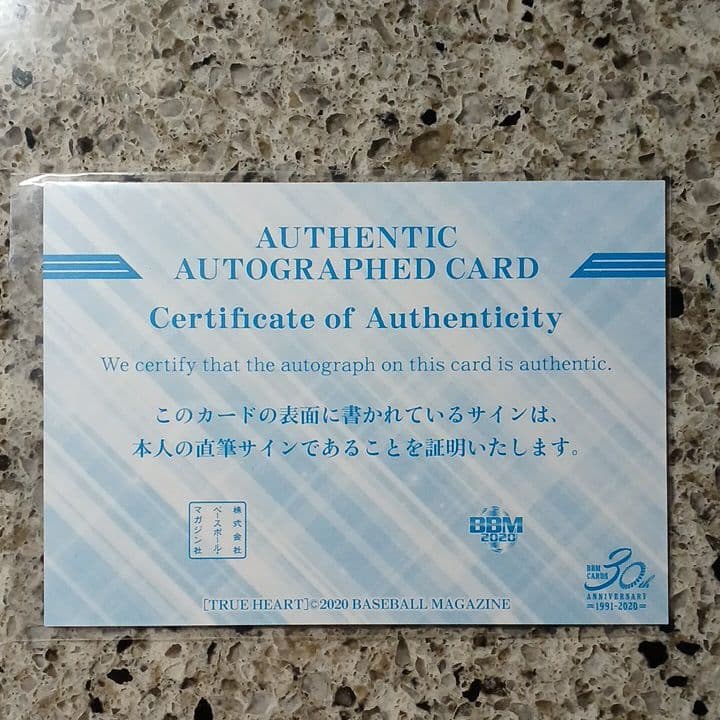 AUTHENTIC
AUTOGRAPHED CARD
Certificate of Authenticity
We certify that the autograph on this card is authentic.
このカードの表面に書かれているサインは、
本人の直筆サインであることを証明いたします。
株式会社
ベースボール・
マガジン社
BBM
2020
BBM
CARDS
30th
ANNIVERSARY
=1991-2020=
[TRUE HEART]©2020 BASEBALL MAGAZINE